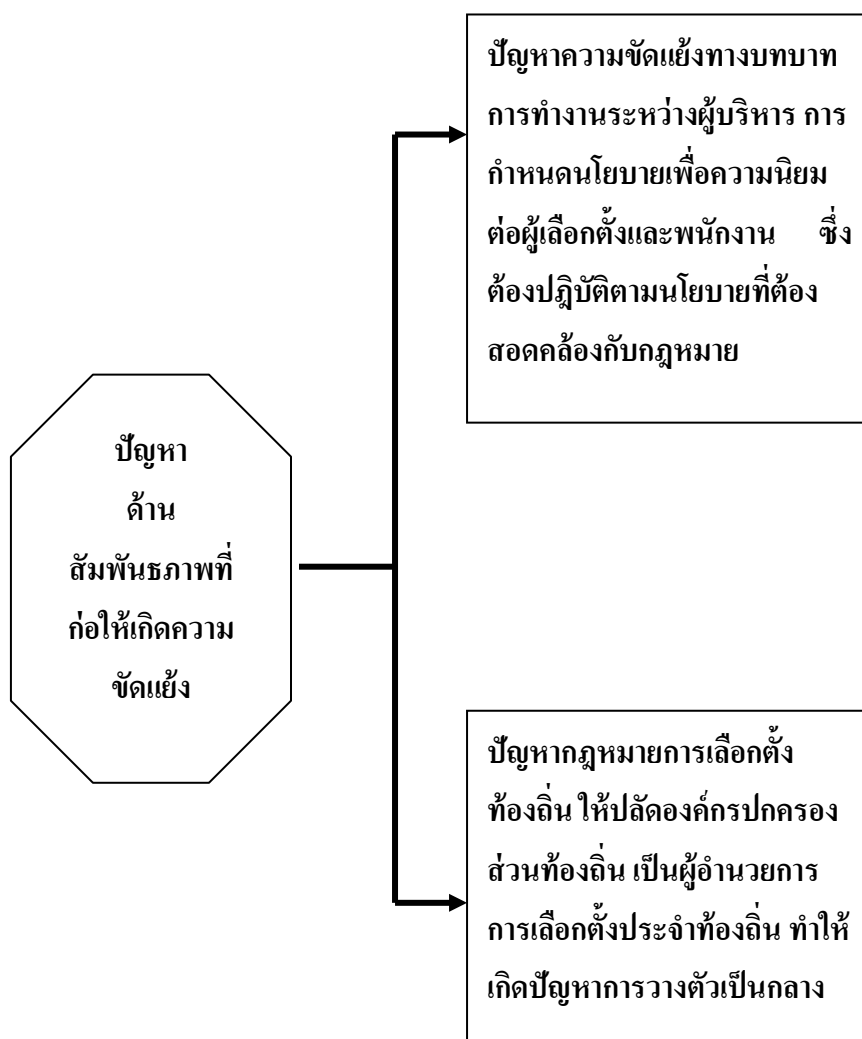 ปัญหาความขัดแย้งทางบทบาท
การทำงานระหว่างผู้บริหาร การ
กำหนดนโยบายเพื่อความนิยม
ต่อผู้เลือกตั้งและพนักงาน ซึ่ง
ต้องปฎิบัติตามนโยบายที่ต้อง
สอดคล้องกับกฎหมาย
ปัญหา
ด้าน
สัมพันธภาพที่
ก่อให้เกิดความ
ขัดแย้ง
ปัญหากฎหมายการเลือกตั้ง
ท้องถิ่น ให้ปลัดองค์กรปกครอง
ส่วนท้องถิ่น เป็นผู้อำนวยการ
การเลือกตั้งประจำท้องถิ่น ทำให้
เกิดปัญหาการวางตัวเป็นกลาง